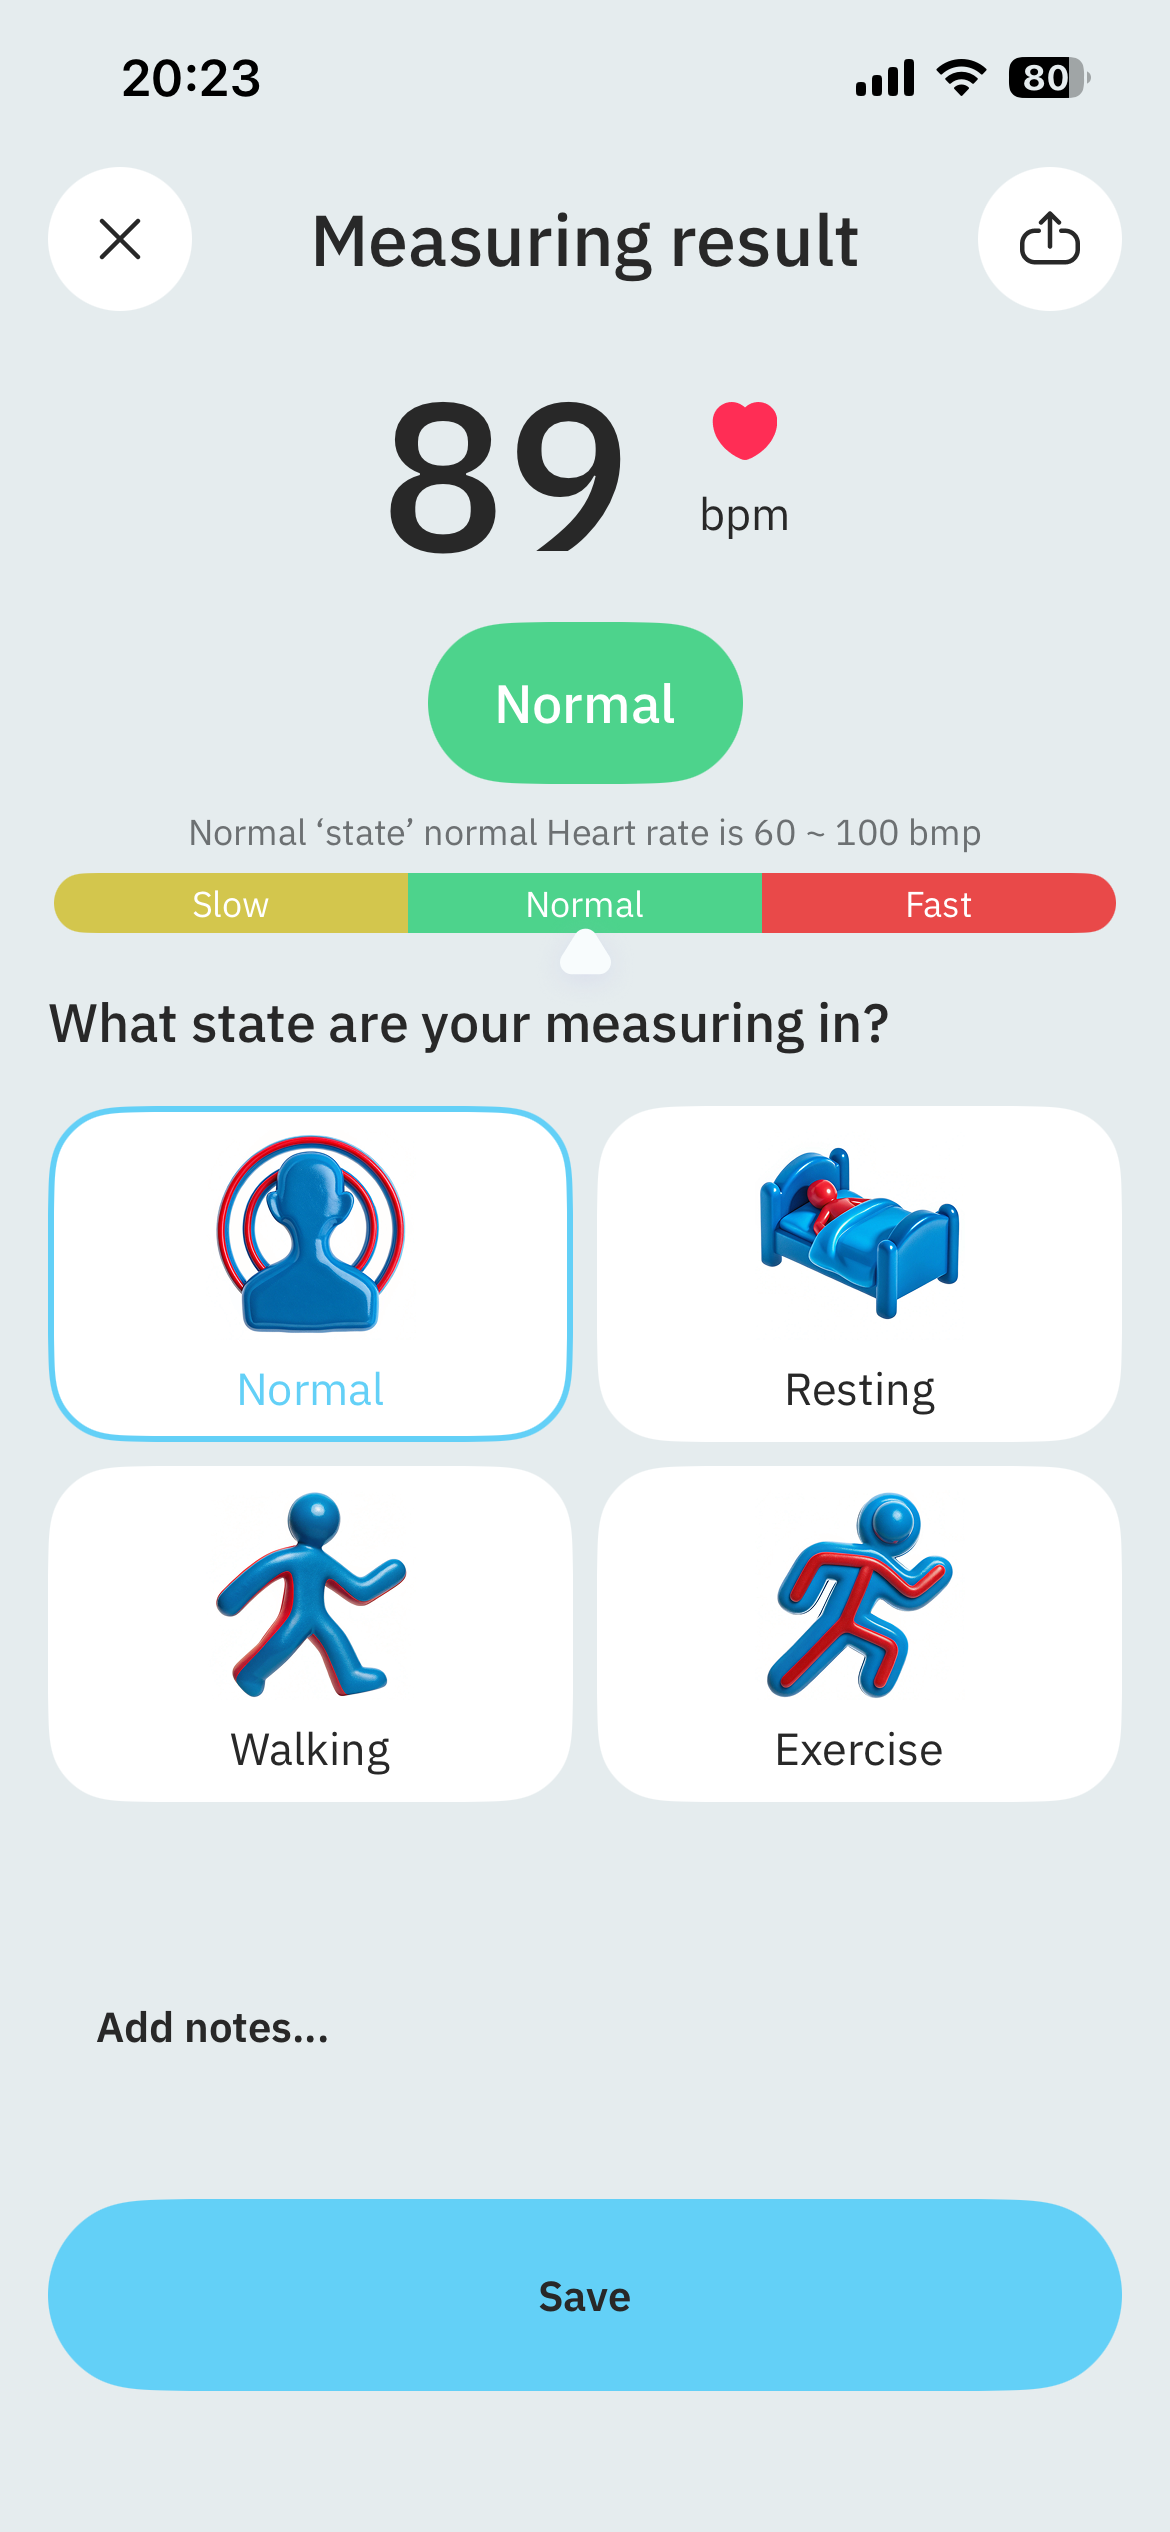 20:23
80
Measuring result
89
bpm
Normal
Normal ‘state’ normal Heart rate is 60 ~ 100 bmp
Slow
Normal
Fast
What state are your measuring in?
Normal
Resting
Walking
Exercise
Add notes...
Save